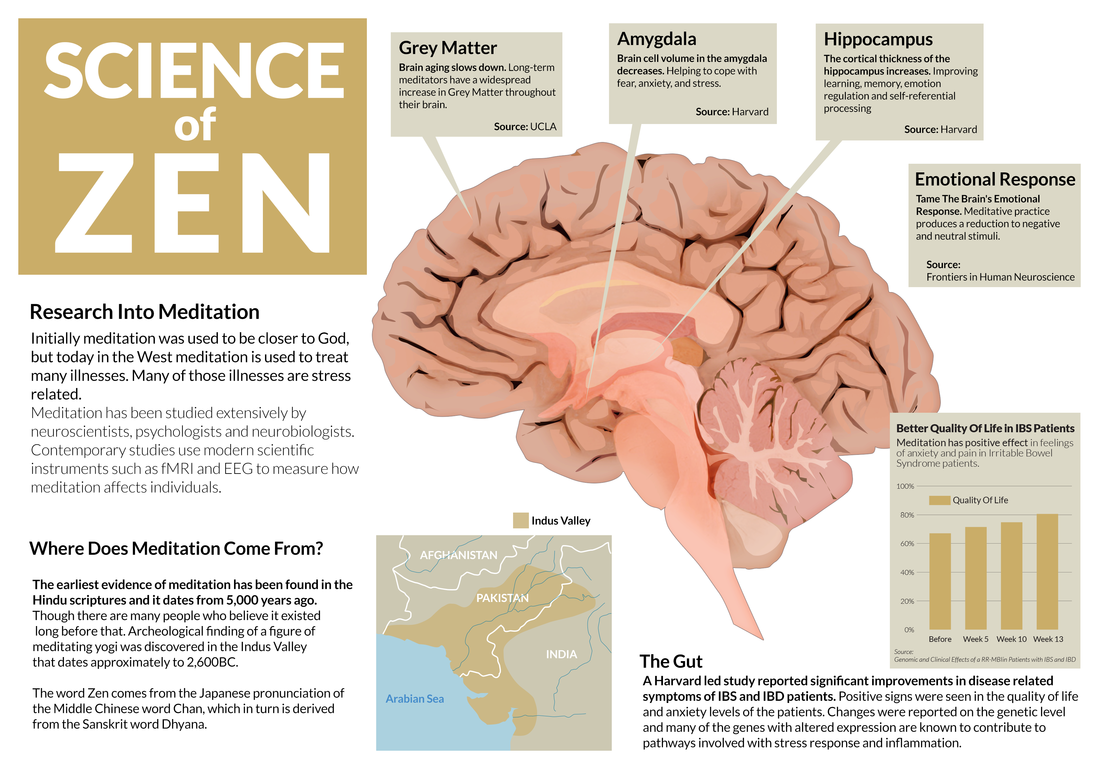 SCIENCE
of
ZEN
Grey Matter
Brain aging slows down. Long-term
meditators have a widespread
increase in Grey Matter throughout
their brain.
Source: UCLA
Amygdala
Brain cell volume in the amygdala
decreases. Helping to cope with
fear, anxiety, and stress.
Source: Harvard
Hippocampus
The cortical thickness of the
hippocampus increases. Improving
learning, memory, emotion
regulation and self-referential
processing
Source: Harvard
Emotional Response
Tame The Brain's Emotional
Response. Meditative practice
produces a reduction to negative
and neutral stimuli.
Source:
Frontiers in Human Neuroscience
Research Into Meditation
Initially meditation was used to be closer to God,
but today in the West meditation is used to treat
many illnesses. Many of those illnesses are stress
related.
Meditation has been studied extensively by
neuroscientists, psychologists and neurobiologists.
Contemporary studies use modern scientific
instruments such as fMRI and EEG to measure how
meditation affects individuals.
Where Does Meditation Come From?
The earliest evidence of meditation has been found in the
Hindu scriptures and it dates from 5,000 years ago.
Though there are many people who believe it existed
long before that. Archeological finding of a figure of
meditating yogi was discovered in the Indus Valley
that dates approximately to 2,600BC.
The word Zen comes from the Japanese pronunciation of
the Middle Chinese word Chan, which in turn is derived
from the Sanskrit word Dhyana.
Indus Valley
AFGHANISTAN
PAKISTAN
INDIA
Arabian Sea
Better Quality Of Life in IBS Patients
Meditation has positive effect in feelings
of anxiety and pain in Irritable Bowel
Syndrome patients.
100%
Quality Of Life
80%
60%
40%
20%
0%
Before Week 5 Week 10 Week 13
Source:
Genomic and Clinical Effects of a RR-MBIin Patients with IBS and IBD
The Gut
A Harvard led study reported significant improvements in disease related
symptoms of IBS and IBD patients. Positive signs were seen in the quality of life
and anxiety levels of the patients. Changes were reported on the genetic level
and many of the genes with altered expression are known to contribute to
pathways involved with stress response and inflammation.